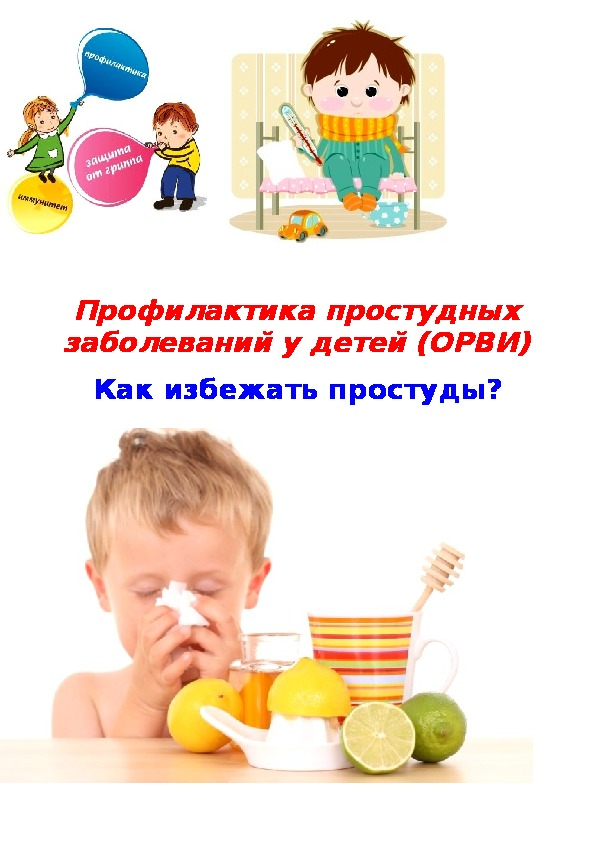 профилактика
защита
от гриппа
иммунитет
Профилактика простудных
заболеваний у детей (ОРВИ)
Как избежать простуды?